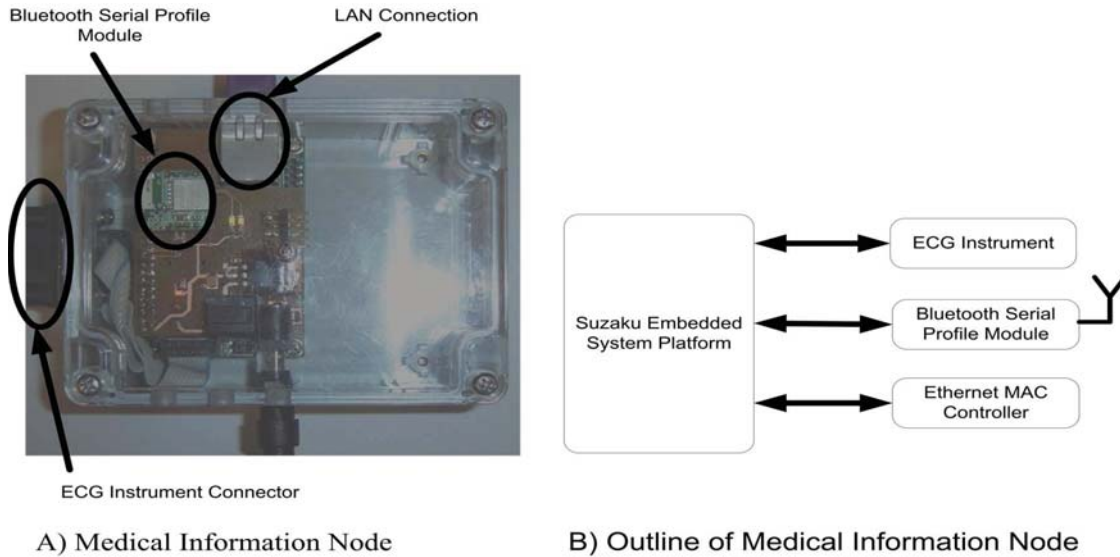 Bluetooth Serial Profile
Module
LAN Connection
ECG Instrument Connector
A) Medical Information Node
Suzaku Embedded
System Platform
ECG Instrument
Bluetooth Serial
Profile Module
Ethernet MAC
Controller
B) Outline of Medical Information Node